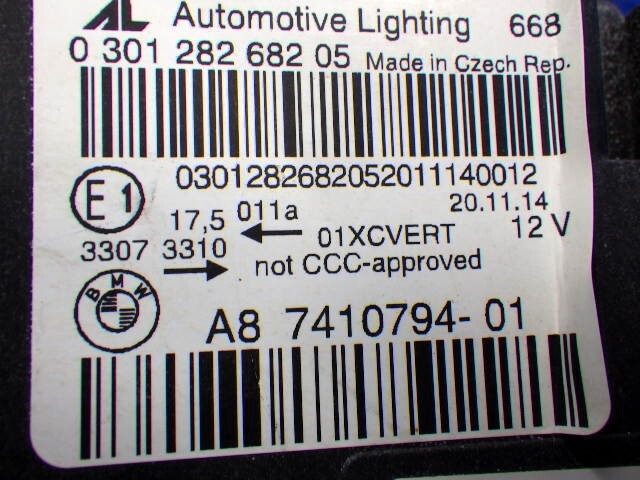 AL Automotive Lighting 668
0 301 282 682 05 Made in Czech Rep.
0301282682052011140012
E1 17,5 011a 20.11.14
3307 3310 01XCVERT 12 V
not CCC-approved
BMW
A8 7410794-01